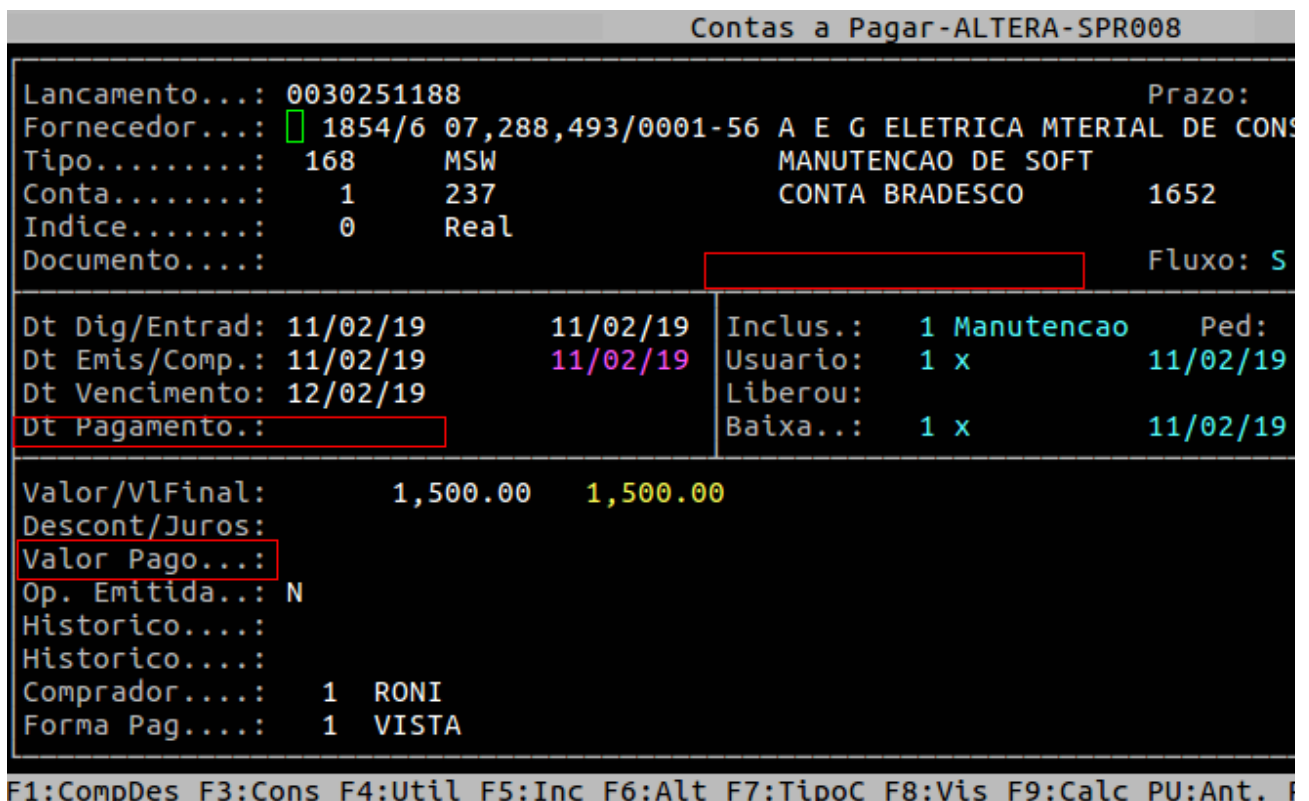 Contas a Pagar-ALTERA-SPR008
Lancamento...: 0030251188 Prazo:
Fornecedor...: 1854/6 07,288,493/0001-56 A E G ELETRICA MTERIAL DE CONS
Tipo.........: 168 MSW MANUTENCAO DE SOFT
Conta........: 1 237 CONTA BRADESCO 1652
Indice.......: 0 Real
Documento....: Fluxo: S
Dt Dig/Entrad: 11/02/19 11/02/19 Inclus.: 1 Manutencao Ped:
Dt Emis/Comp.: 11/02/19 11/02/19 Usuario: 1 x 11/02/19
Dt Vencimento: 12/02/19 Liberou:
Dt Pagamento.: Baixa..: 1 x 11/02/19
Valor/VlFinal: 1,500.00 1,500.00
Descont/Juros:
Valor Pago...:
Op. Emitida..: N
Historico....:
Historico....:
Comprador....: 1 RONI
Forma Pag....: 1 VISTA
F1:CompDes F3:Cons F4:Util F5:Inc F6:Alt F7:TipoC F8:Vis F9:Calc PU:Ant.